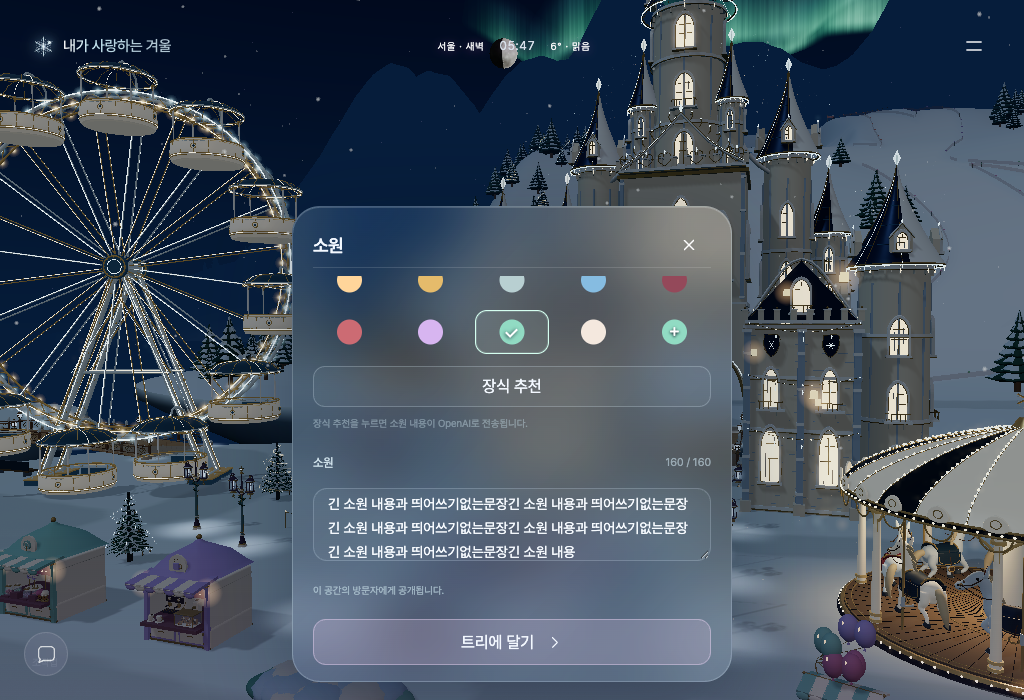 내가 사랑하는 겨울
서울 · 새벽 05:47 6° · 맑음
소원
장식 추천
장식 추천을 누르면 소원 내용이 OpenAI로 전송됩니다.
소원 160 / 160
긴 소원 내용과 띄어쓰기없는문장긴 소원 내용과 띄어쓰기없는문장
긴 소원 내용과 띄어쓰기없는문장긴 소원 내용과 띄어쓰기없는문장
긴 소원 내용과 띄어쓰기없는문장긴 소원 내용
이 공간의 방문자에게 공개됩니다.
트리에 달기